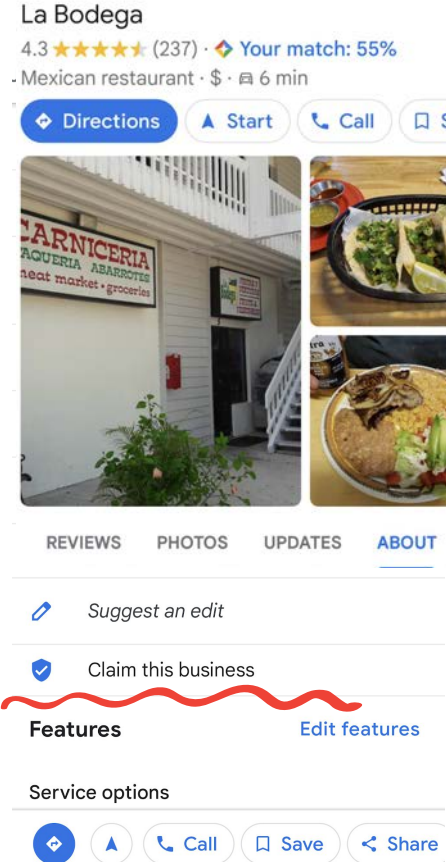 La Bodega
4.3 (237) · Your match: 55%
Mexican restaurant · $ · 6 min
Directions Start Call
CARNICERIA
TAQUERIA ABARROTES
meat market • groceries
REVIEWS PHOTOS UPDATES ABOUT
Suggest an edit
Claim this business
Features Edit features
Service options
Call Save Share